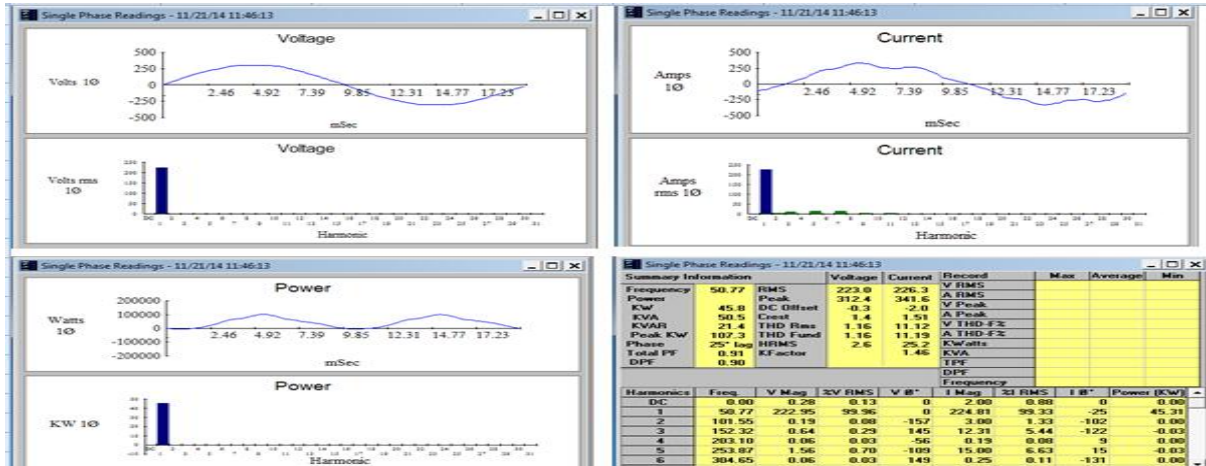 Single Phase Readings - 11/21/14 11:46:13
Voltage
Volts 1Ø
500
250
0
-250
-500
2.46 4.92 7.39 9.85 12.31 14.77 17.23
mSec
Voltage
Volts rms 1Ø
Harmonic
Single Phase Readings - 11/21/14 11:46:13
Current
Amps 1Ø
500
250
0
-250
-500
2.46 4.92 7.39 9.85 12.31 14.77 17.23
mSec
Current
Amps rms 1Ø
Harmonic
Single Phase Readings - 11/21/14 11:46:13
Power
Watts 1Ø
200000
100000
0
-100000
-200000
2.46 4.92 7.39 9.85 12.31 14.77 17.23
mSec
Power
KW 1Ø
Harmonic
Single Phase Readings - 11/21/14 11:46:13
Summary Information Voltage Current Record Max Average Min
Frequency 50.77 RMS 223.0 226.3 V RMS
Power Peak 312.4 341.6 A RMS
KW 45.8 DC Offset -0.3 -2.0 V Peak
KVA 50.5 Crest 1.4 1.51 A Peak
KVAR 21.4 THD Rms 1.16 11.12 V THD-F%
Peak KW 107.3 THD Fund 1.16 11.19 A THD-F%
Phase 25° lag HRMS 2.6 25.2 KWatts
Total PF 0.91 KFactor 1.46 KVA
DPF 0.90 TPF
DPF
Frequency
Harmonics Freq. V Mag %V RMS V Ø° I Mag %I RMS I Ø° Power (KW)
DC 0.00 0.28 0.13 0 2.00 0.88 0 0.00
1 50.77 222.95 99.96 0 224.81 99.33 -25 45.31
2 101.55 0.19 0.08 -157 3.00 1.33 -102 0.00
3 152.32 0.64 0.29 145 12.31 5.44 -122 -0.03
4 203.10 0.06 0.03 -56 0.19 0.08 9 0.00
5 253.87 1.56 0.70 -109 15.00 6.63 15 -0.03
6 304.65 0.06 0.03 149 0.25 0.11 -131 0.00